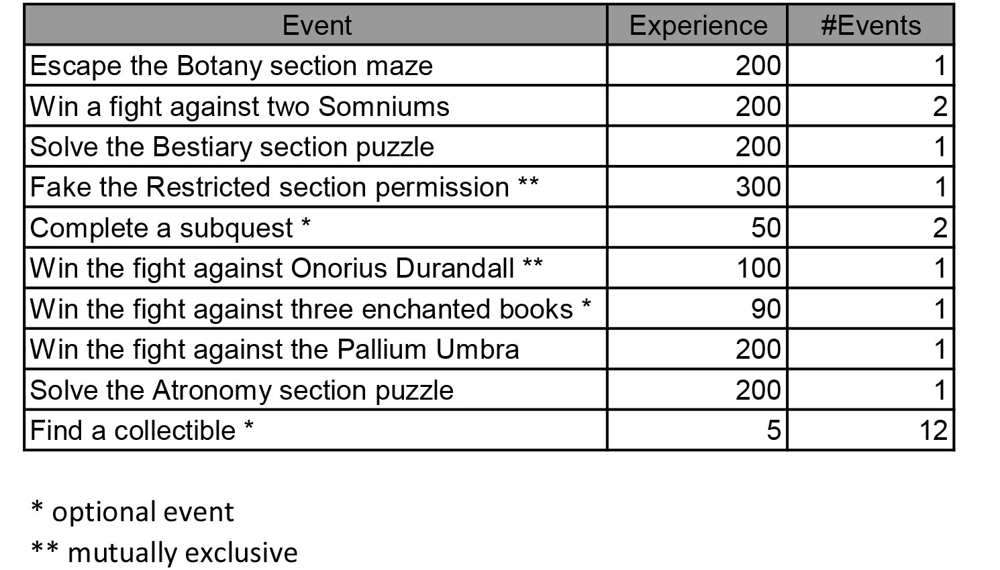 Event Experience #Events
Escape the Botany section maze 200 1
Win a fight against two Somniums 200 2
Solve the Bestiary section puzzle 200 1
Fake the Restricted section permission ** 300 1
Complete a subquest * 50 2
Win the fight against Onorius Durandall ** 100 1
Win the fight against three enchanted books * 90 1
Win the fight against the Pallium Umbra 200 1
Solve the Atronomy section puzzle 200 1
Find a collectible * 5 12
* optional event
** mutually exclusive